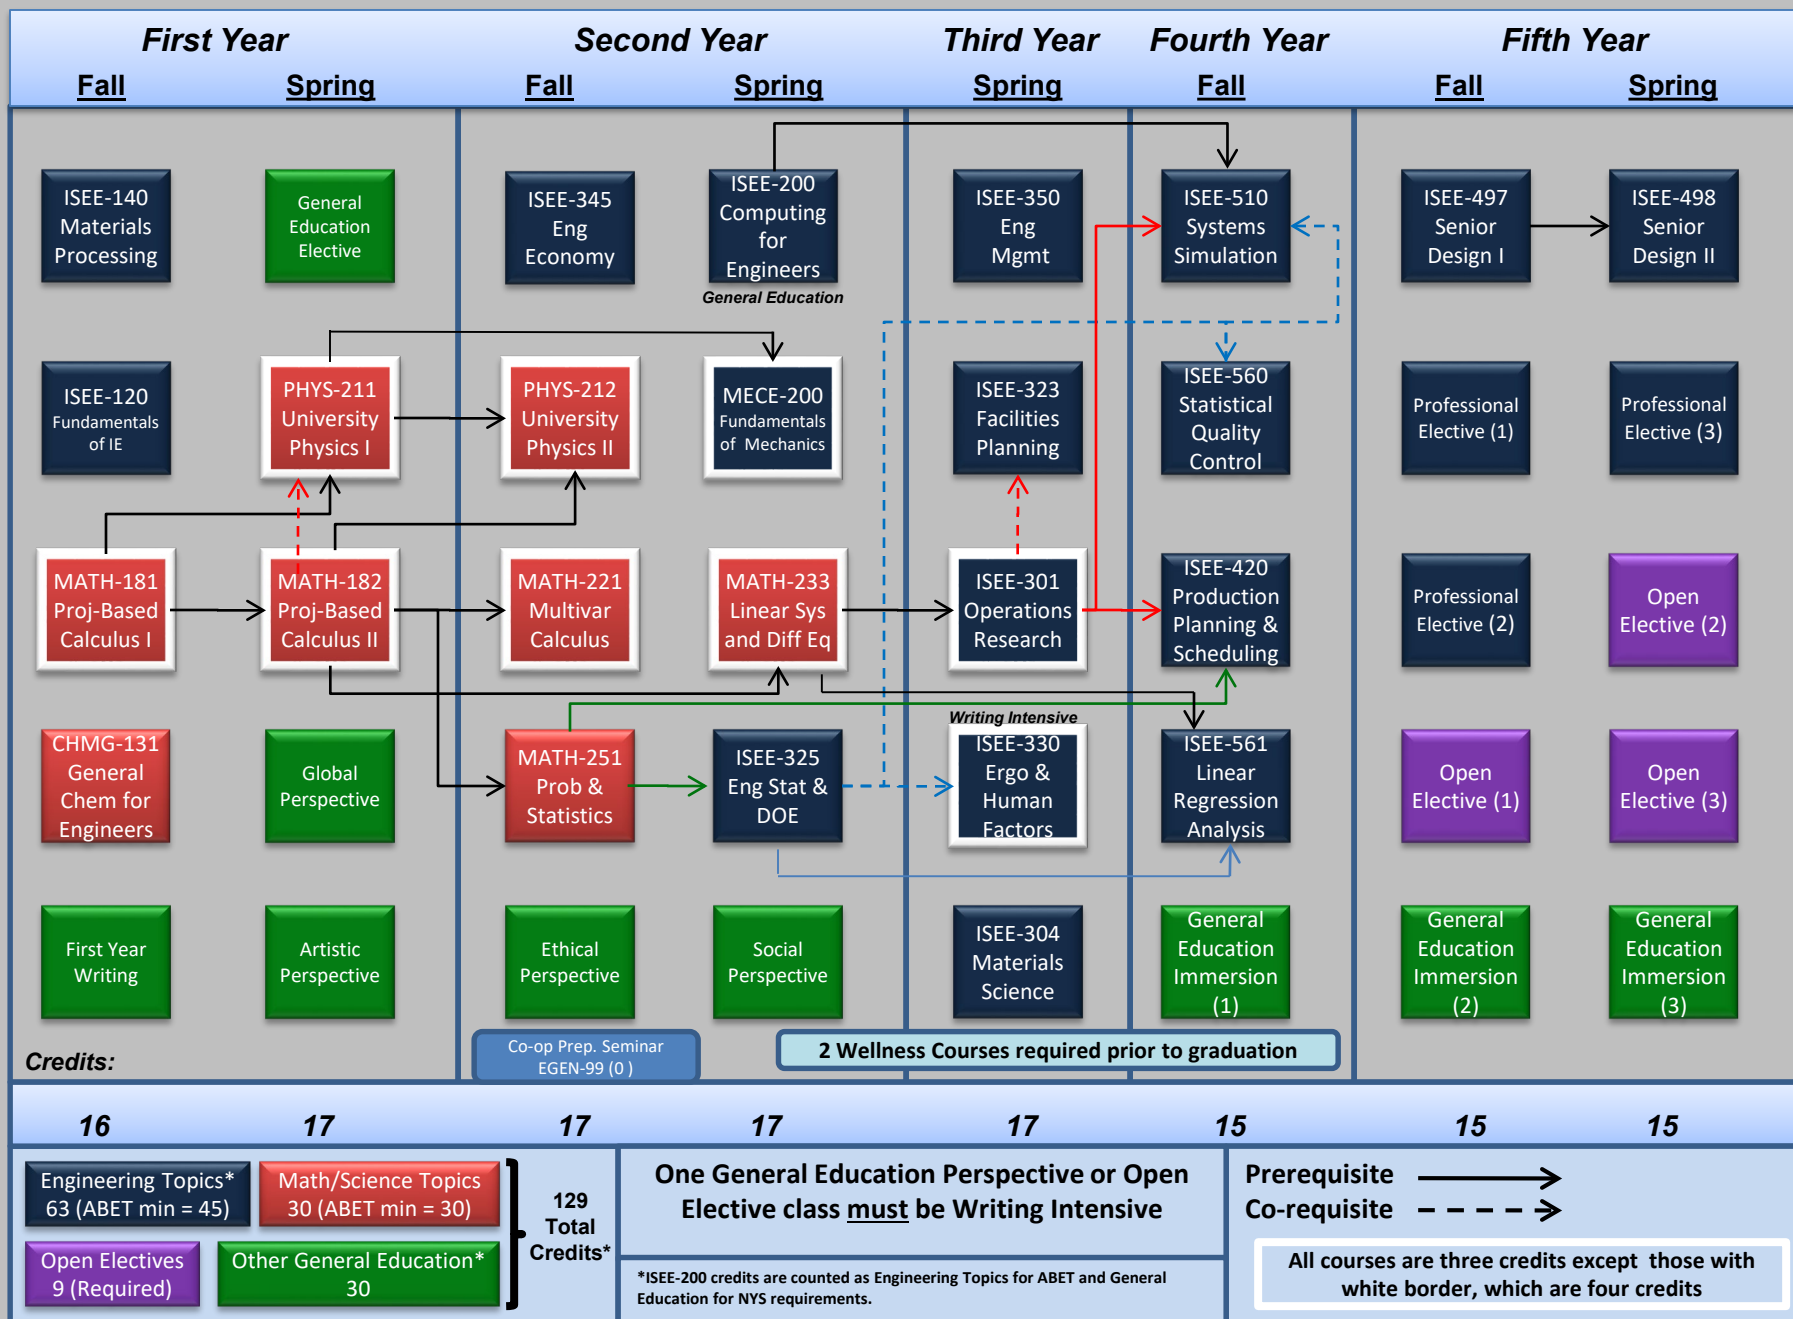 First Year
Second Year
Third Year
Fourth Year
Fifth Year
Fall
Spring
Fall
Spring
Spring
Fall
Fall
Spring
ISEE-140
Materials
Processing
General
Education
Elective
ISEE-345
Eng
Economy
ISEE-200
Computing
for
Engineers
General Education
ISEE-350
Eng
Mgmt
ISEE-510
Systems
Simulation
ISEE-497
Senior
Design I
ISEE-498
Senior
Design II
ISEE-120
Fundamentals
of IE
PHYS-211
University
Physics I
PHYS-212
University
Physics II
MECE-200
Fundamentals
of Mechanics
ISEE-323
Facilities
Planning
ISEE-560
Statistical
Quality
Control
Professional
Elective (1)
Professional
Elective (3)
MATH-181
Proj-Based
Calculus I
MATH-182
Proj-Based
Calculus II
MATH-221
Multivar
Calculus
MATH-233
Linear Sys
and Diff Eq
ISEE-301
Operations
Research
ISEE-420
Production
Planning &
Scheduling
Professional
Elective (2)
Open
Elective (2)
CHMG-131
General
Chem for
Engineers
Global
Perspective
MATH-251
Prob &
Statistics
ISEE-325
Eng Stat &
DOE
Writing Intensive
ISEE-330
Ergo &
Human
Factors
ISEE-561
Linear
Regression
Analysis
Open
Elective (1)
Open
Elective (3)
First Year
Writing
Artistic
Perspective
Ethical
Perspective
Social
Perspective
ISEE-304
Materials
Science
General
Education
Immersion
(1)
General
Education
Immersion
(2)
General
Education
Immersion
(3)
Credits:
Co-op Prep. Seminar
EGEN-99 (0 )
2 Wellness Courses required prior to graduation
16
17
17
17
17
15
15
15
Engineering Topics*
63 (ABET min = 45)
Math/Science Topics
30 (ABET min = 30)
Open Electives
9 (Required)
Other General Education*
30
129
Total
Credits*
One General Education Perspective or Open
Elective class must be Writing Intensive
*ISEE-200 credits are counted as Engineering Topics for ABET and General
Education for NYS requirements.
Prerequisite
Co-requisite
All courses are three credits except those with
white border, which are four credits